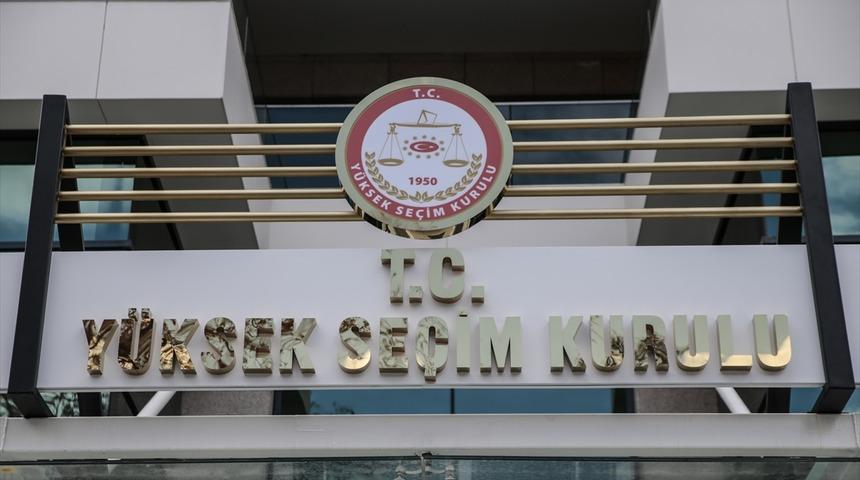 T.C.
1950
YÜKSEK SEÇİM KURULU
T.C.
YÜKSEK SEÇİM KURULU